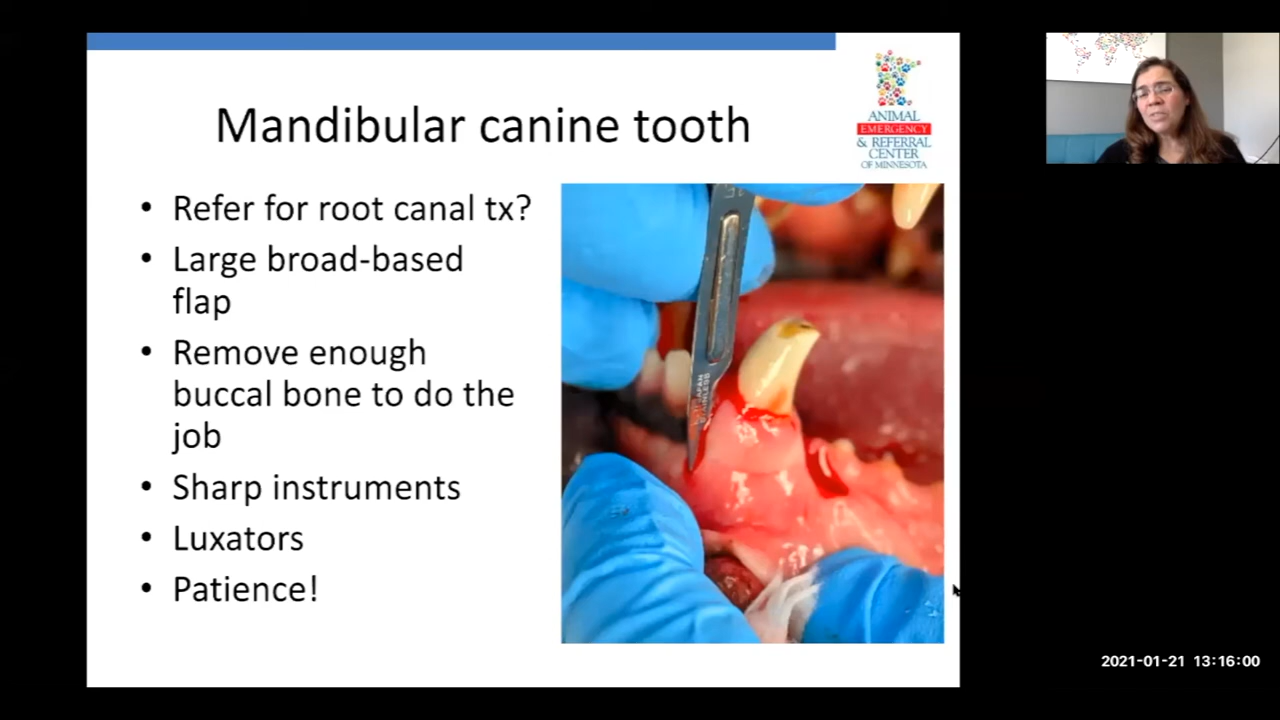 Mandibular canine tooth
ANIMAL
EMERGENCY
& REFERRAL
CENTER
OF MINNESOTA
• Refer for root canal tx?
• Large broad-based
flap
• Remove enough
buccal bone to do the
job
• Sharp instruments
• Luxators
• Patience!
JAPAN
2021-01-21 13:16:00